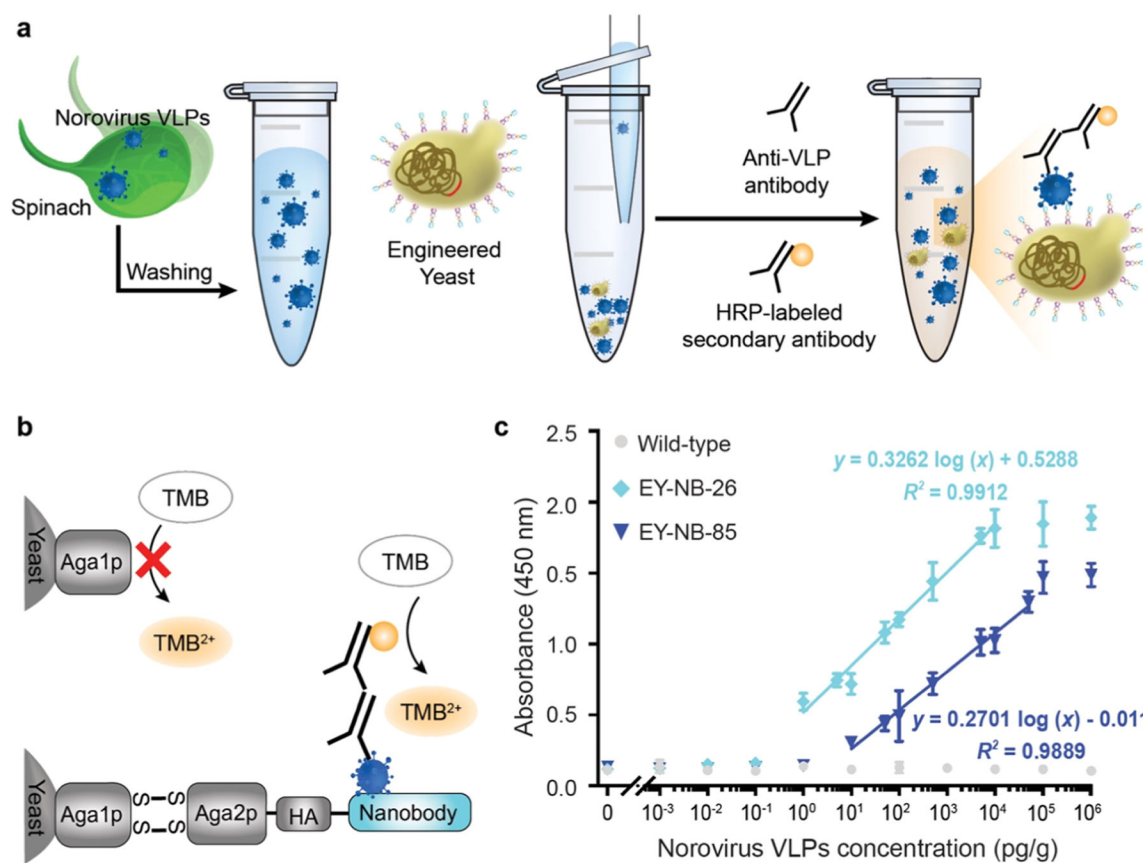 a
Norovirus VLPs
Spinach
Washing
Engineered
Yeast
Anti-VLP
antibody
HRP-labeled
secondary antibody
b
Yeast
Aga1p
TMB
TMB²⁺
TMB
TMB²⁺
Yeast
Aga1p
S-S
S-S
Aga2p
HA
Nanobody
c
Wild-type
EY-NB-26
EY-NB-85
y = 0.3262 log (x) + 0.5288
R² = 0.9912
y = 0.2701 log (x) - 0.011
R² = 0.9889
Absorbance (450 nm)
2.5
2.0
0.5
1.0
0.5
0.0
0 10⁻³ 10⁻² 10⁻¹ 10⁰ 10¹ 10² 10³ 10⁴ 10⁵ 10⁶
Norovirus VLPs concentration (pg/g)